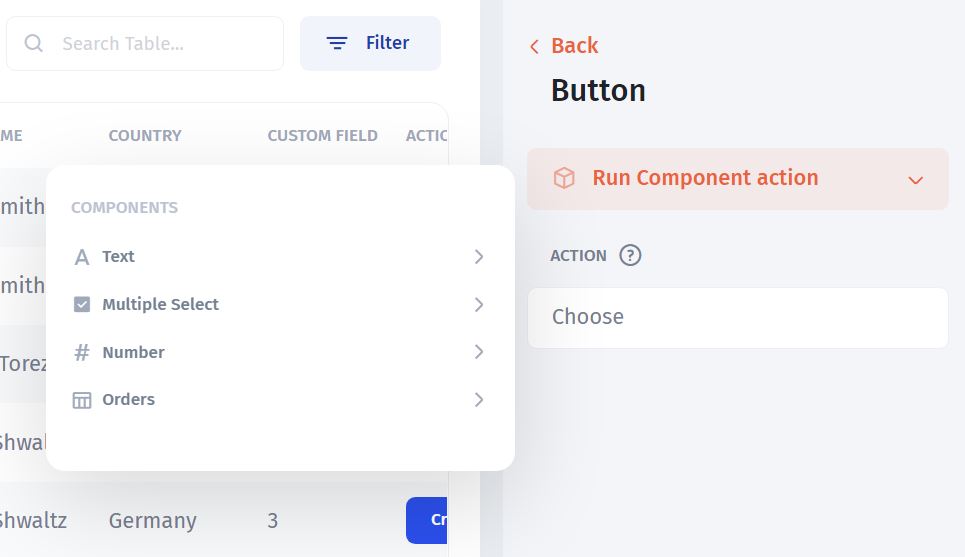 Search Table...
Filter
ME COUNTRY CUSTOM FIELD ACTIO
mith
mith
Torez
Shwal
Shwaltz Germany 3 Cr
COMPONENTS
Text
Multiple Select
Number
Orders
Back
Button
Run Component action
ACTION ?
Choose